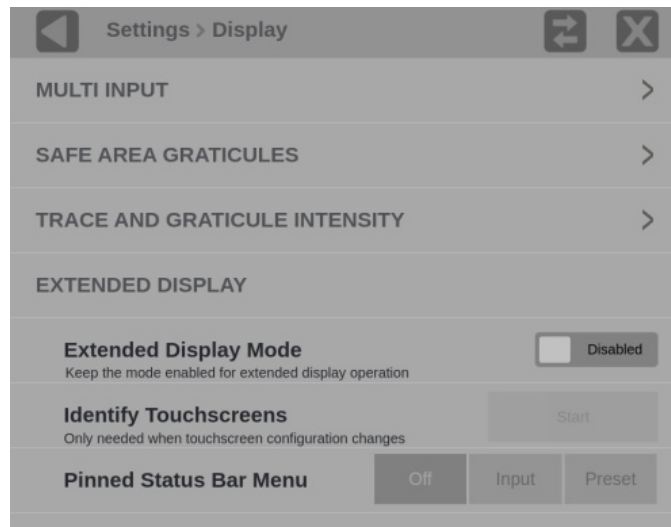 Settings > Display
MULTI INPUT
SAFE AREA GRATICULES
TRACE AND GRATICULE INTENSITY
EXTENDED DISPLAY
Extended Display Mode
Disabled
Keep the mode enabled for extended display operation
Identify Touchscreens
Start
Only needed when touchscreen configuration changes
Pinned Status Bar Menu
Off
Input
Preset